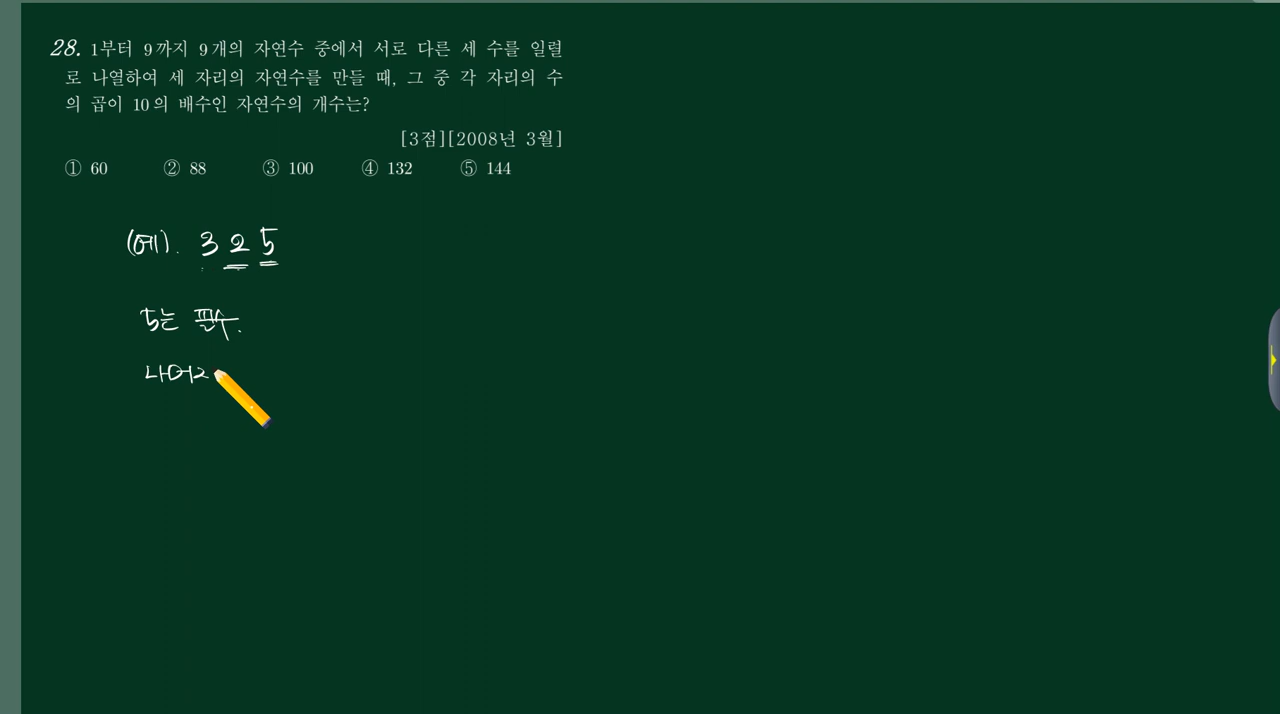 28. 1부터 9까지 9개의 자연수 중에서 서로 다른 세 수를 일렬
로 나열하여 세 자리의 자연수를 만들 때, 그 중 각 자리의 수
의 곱이 10의 배수인 자연수의 개수는?
[3점][2008년 3월]
① 60 ② 88 ③ 100 ④ 132 ⑤ 144
(예). 3 2 5
5는 필수.